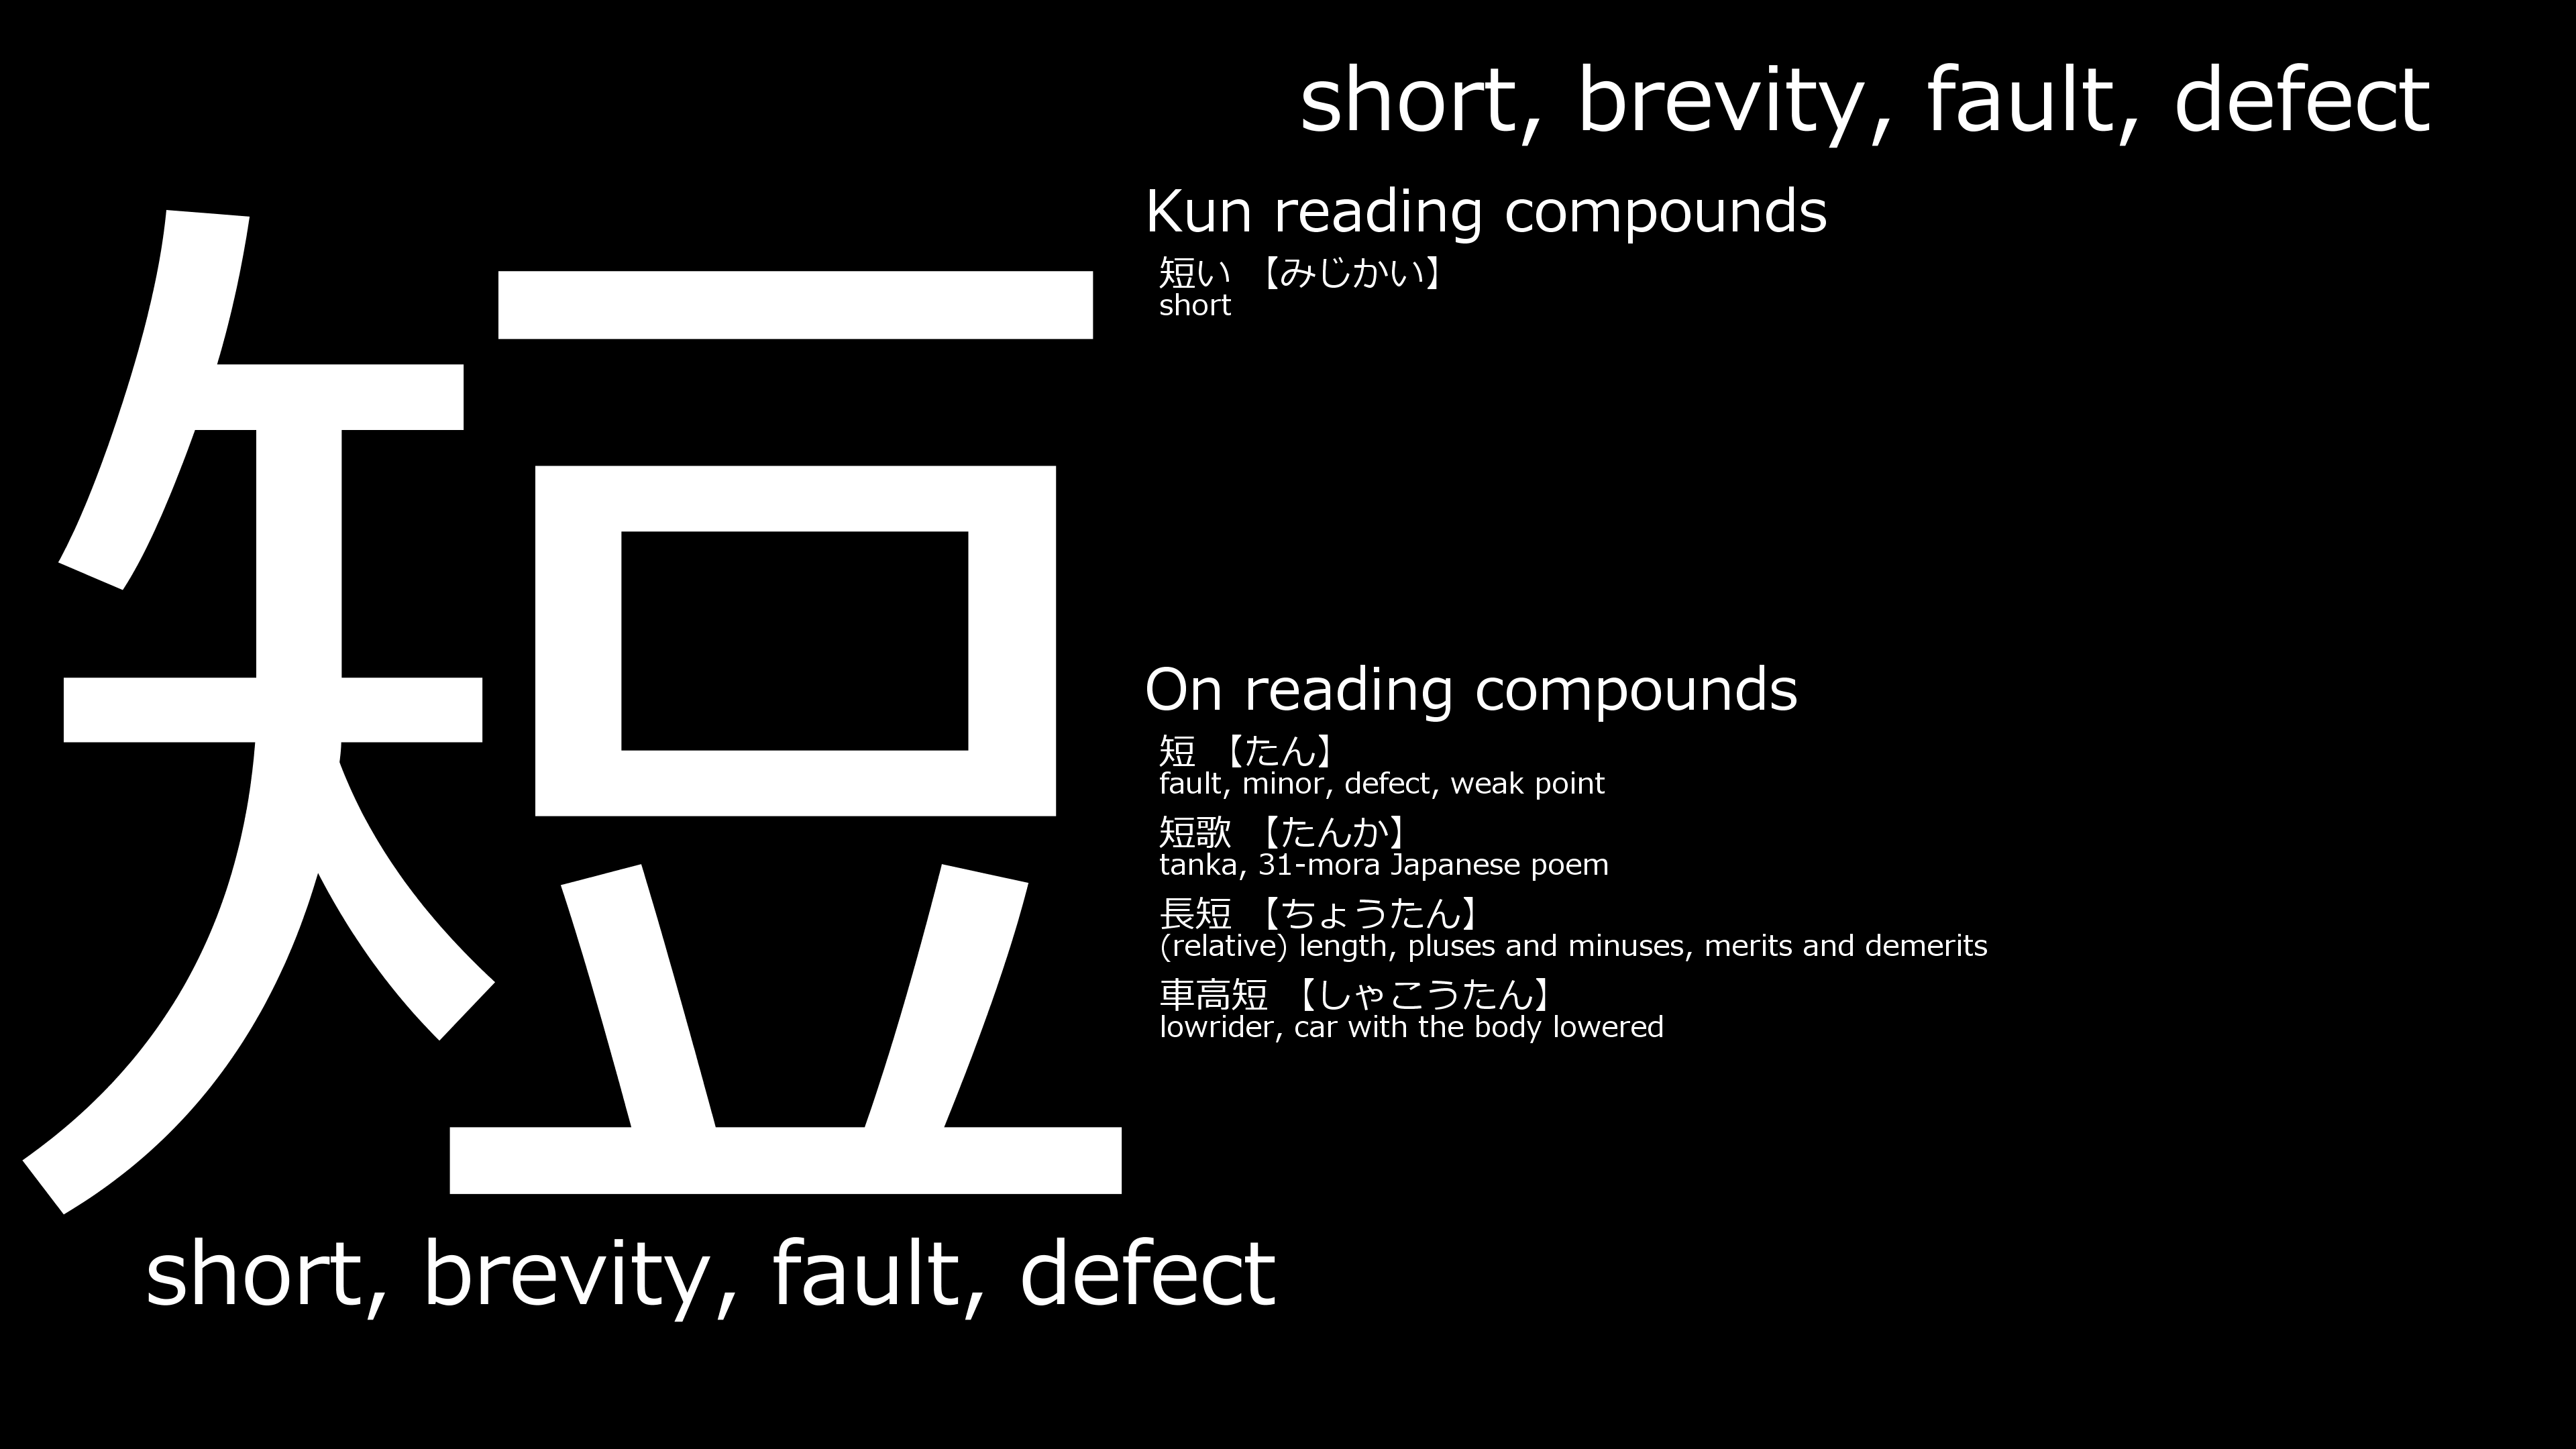 short, brevity, fault, defect
Kun reading compounds
短い 【みじかい】
short
短
On reading compounds
短 【たん】
fault, minor, defect, weak point
短歌 【たんか】
tanka, 31-mora Japanese poem
長短 【ちょうたん】
(relative) length, pluses and minuses, merits and demerits
車高短 【しゃこうたん】
lowrider, car with the body lowered
short, brevity, fault, defect